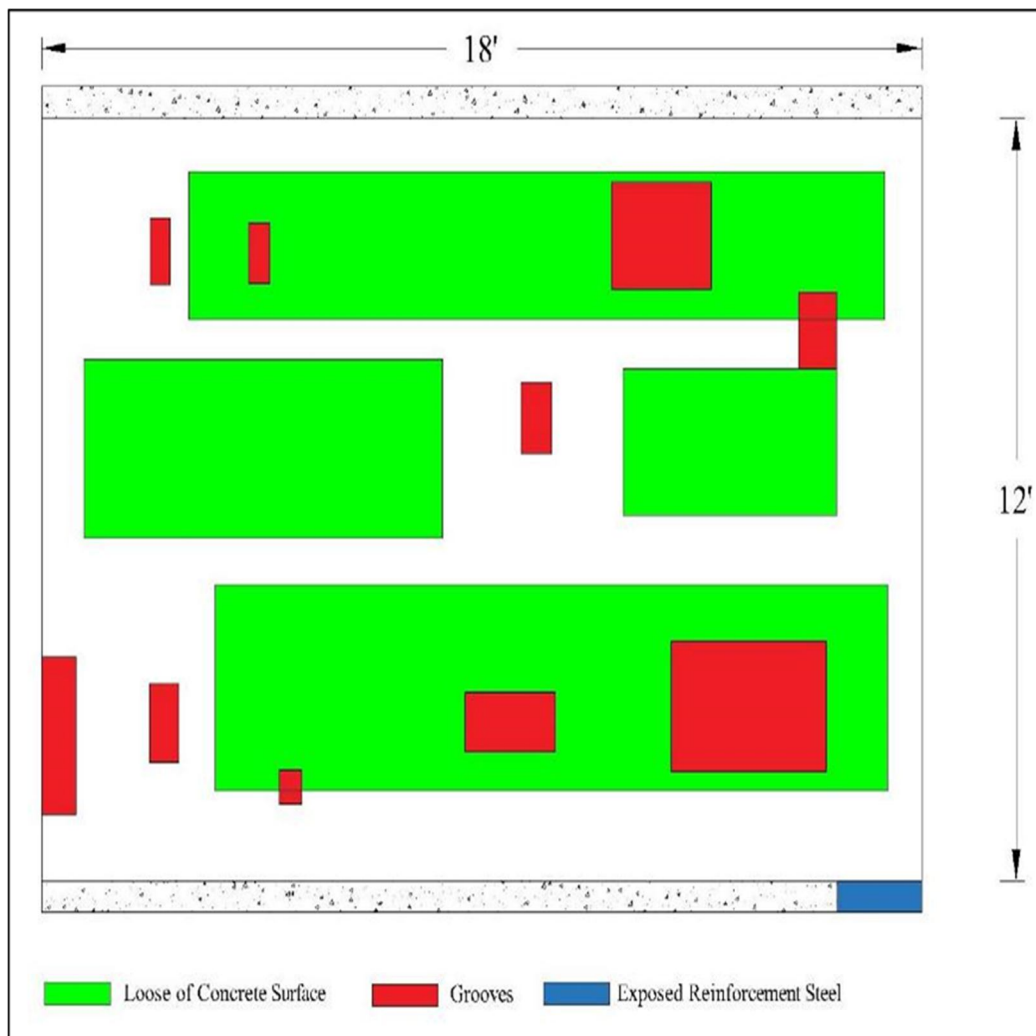 18'
12'
Loose of Concrete Surface
Grooves
Exposed Reinforcement Steel